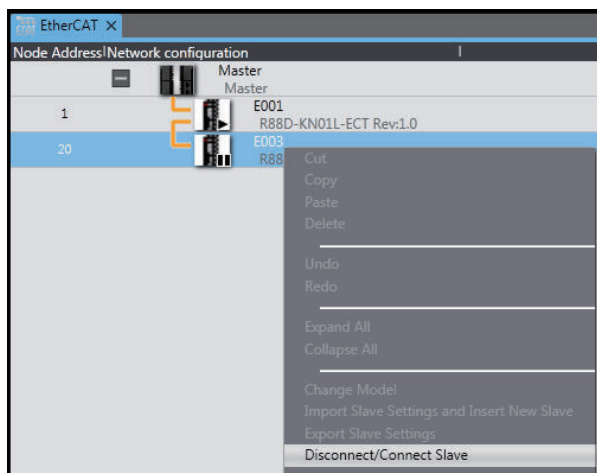 EtherCAT
Node Address|Network configuration
Master
Master
1
E001
R88D-KN01L-ECT Rev:1.0
20
E003
R88
Cut
Copy
Paste
Delete
Undo
Redo
Expand All
Collapse All
Change Model
Import Slave Settings and Insert New Slave
Export Slave Settings
Disconnect/Connect Slave